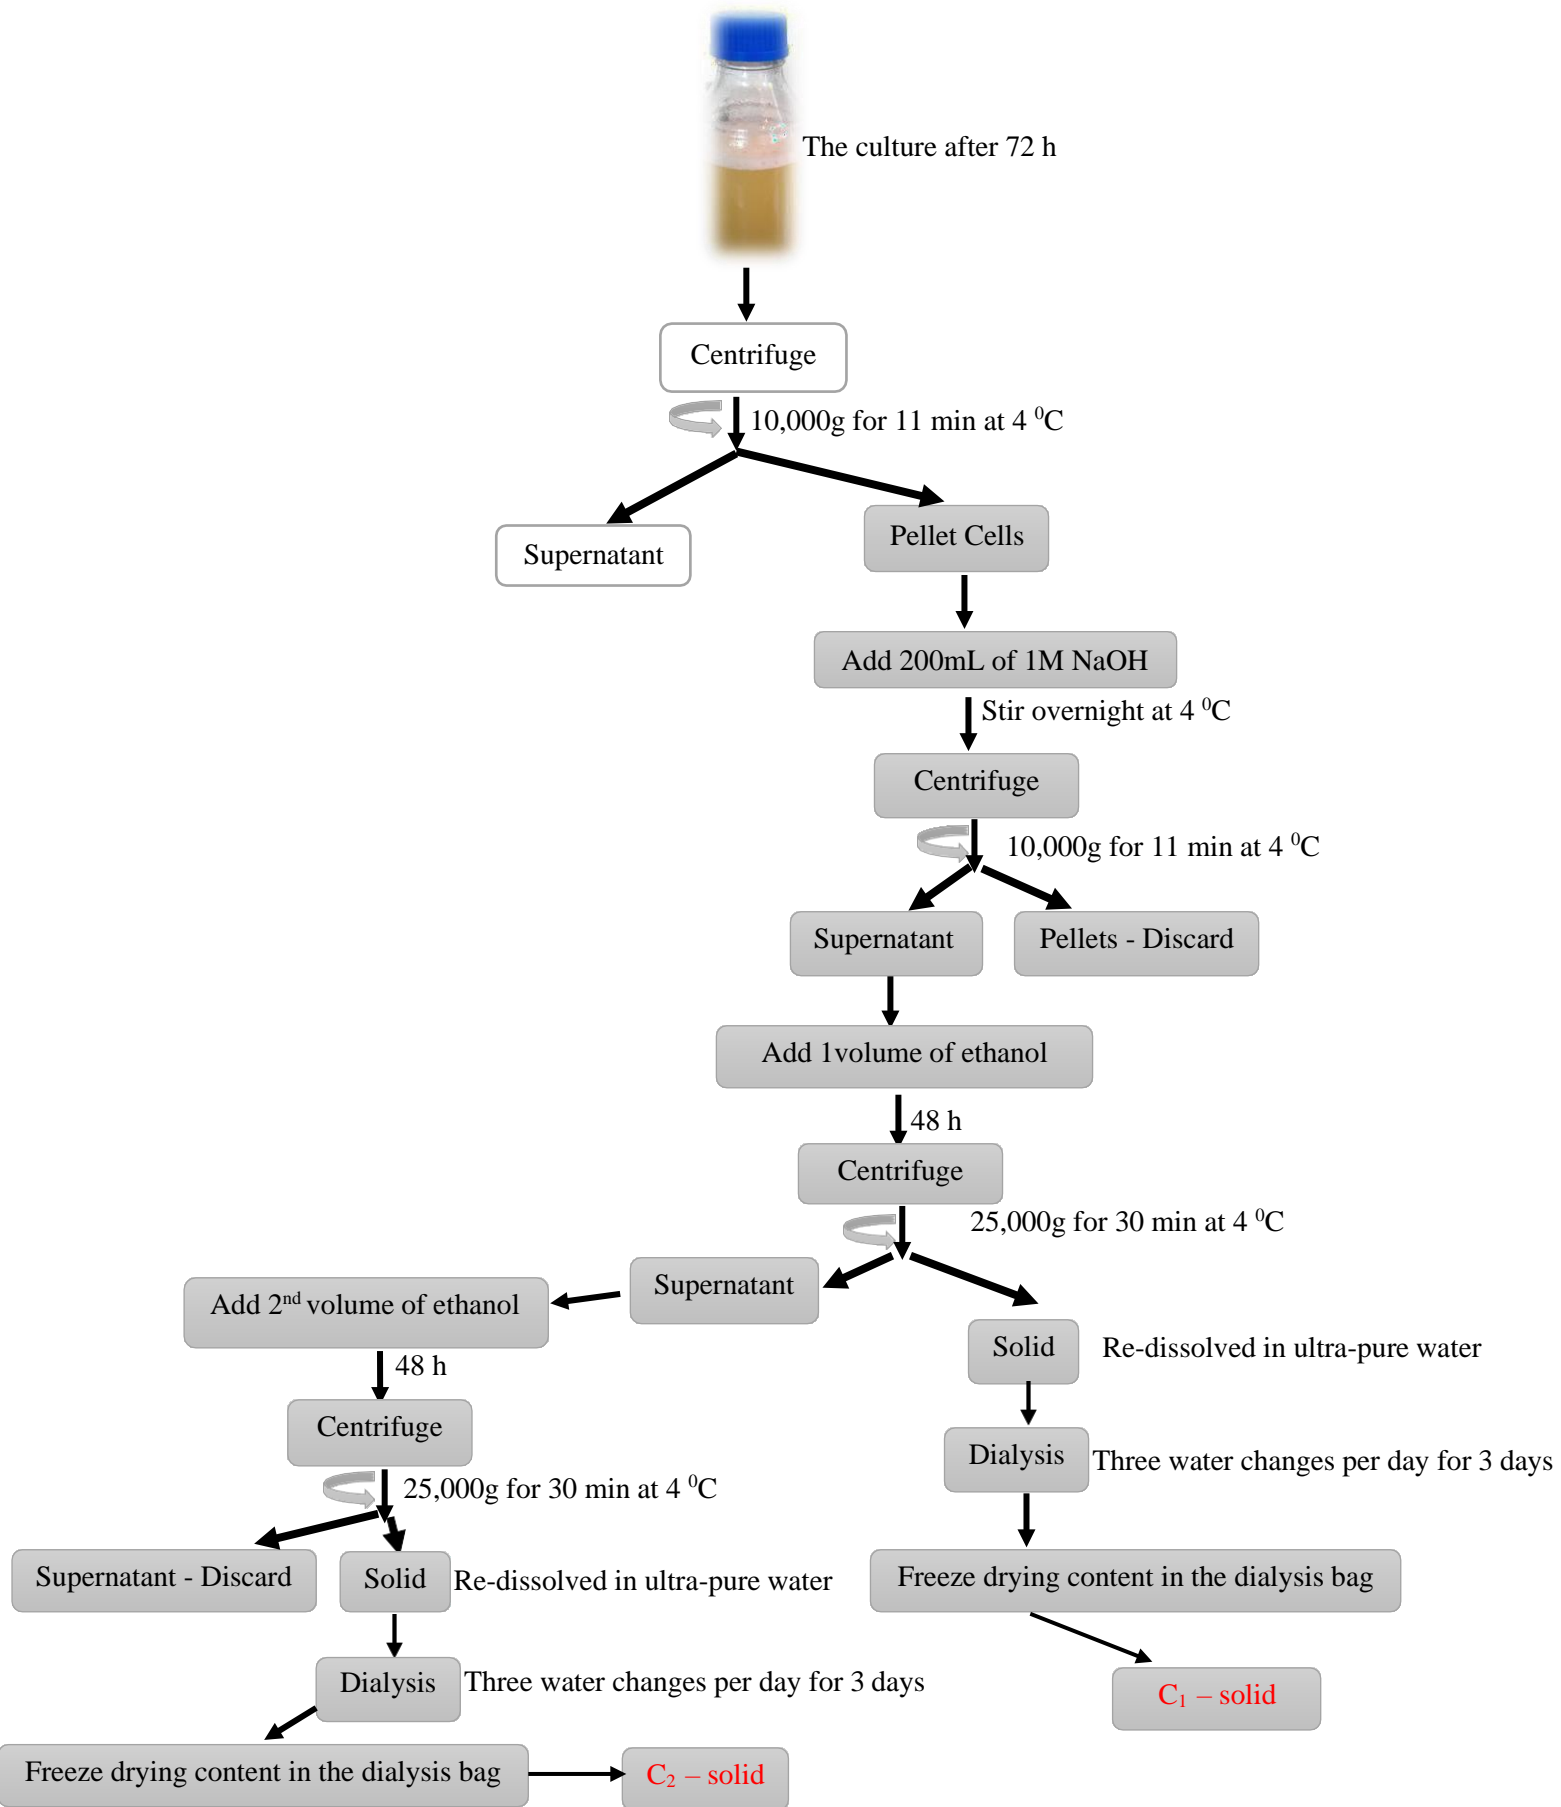 The culture after 72 h
Centrifuge
10,000g for 11 min at 4 ⁰C
Supernatant
Pellet Cells
Add 200mL of 1M NaOH
Stir overnight at 4 ⁰C
Centrifuge
10,000g for 11 min at 4 ⁰C
Supernatant
Pellets - Discard
Add 1volume of ethanol
48 h
Centrifuge
25,000g for 30 min at 4 ⁰C
Supernatant
Add 2ⁿᵈ volume of ethanol
Solid
Re-dissolved in ultra-pure water
48 h
Centrifuge
Dialysis
Three water changes per day for 3 days
25,000g for 30 min at 4 ⁰C
Supernatant - Discard
Solid
Re-dissolved in ultra-pure water
Freeze drying content in the dialysis bag
Dialysis
Three water changes per day for 3 days
C₁ – solid
Freeze drying content in the dialysis bag
C₂ – solid